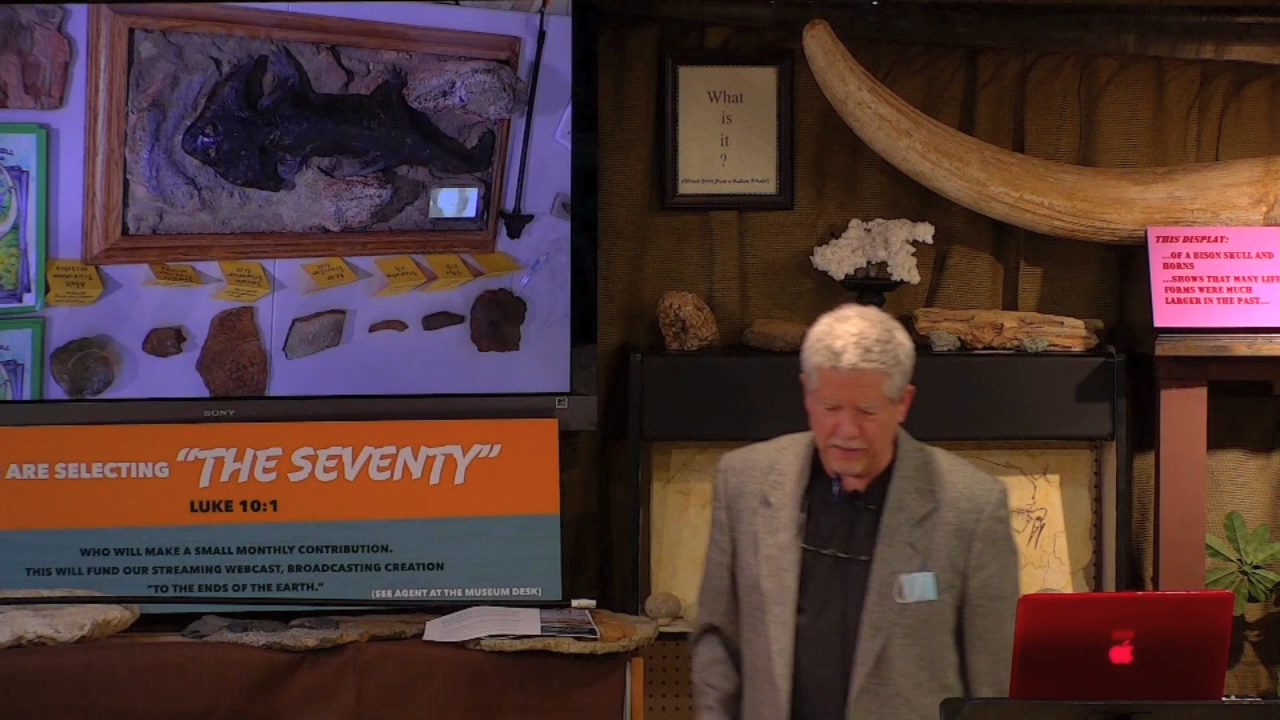 What
is
it
?
THIS DISPLAY:
...OF A BISON SKULL AND
HORNS
...SHOWS THAT MANY LIFE
FORMS WERE MUCH
LARGER IN THE PAST...
SONY
ARE SELECTING "THE SEVENTY"
LUKE 10:1
WHO WILL MAKE A SMALL MONTHLY CONTRIBUTION.
THIS WILL FUND OUR STREAMING WEBCAST, BROADCASTING CREATION
"TO THE ENDS OF THE EARTH."
(SEE AGENT AT THE MUSEUM DESK)